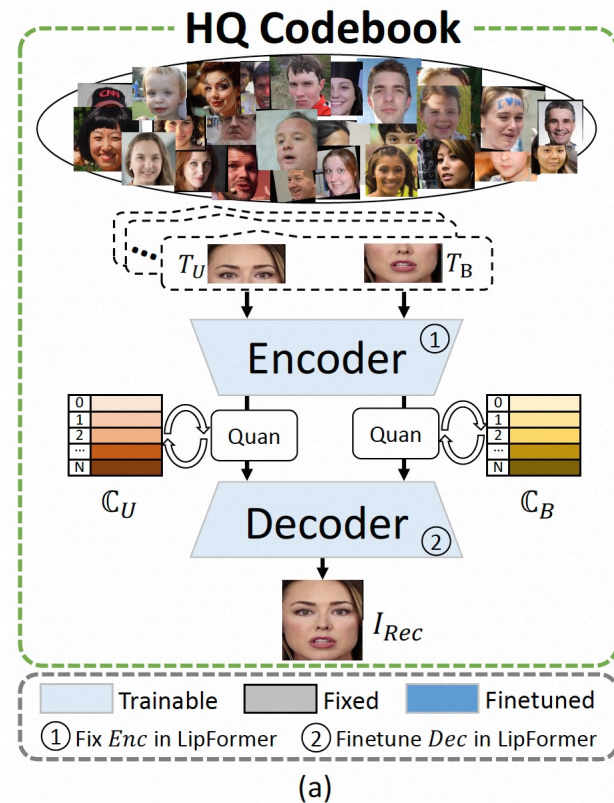 HQ Codebook
CNN
...
T_U
T_B
Encoder ①
0
1
2
...
N
Quan
Quan
0
1
2
...
N
ℂ_U
ℂ_B
Decoder ②
I_Rec
Trainable Fixed Finetuned
① Fix Enc in LipFormer ② Finetune Dec in LipFormer
(a)